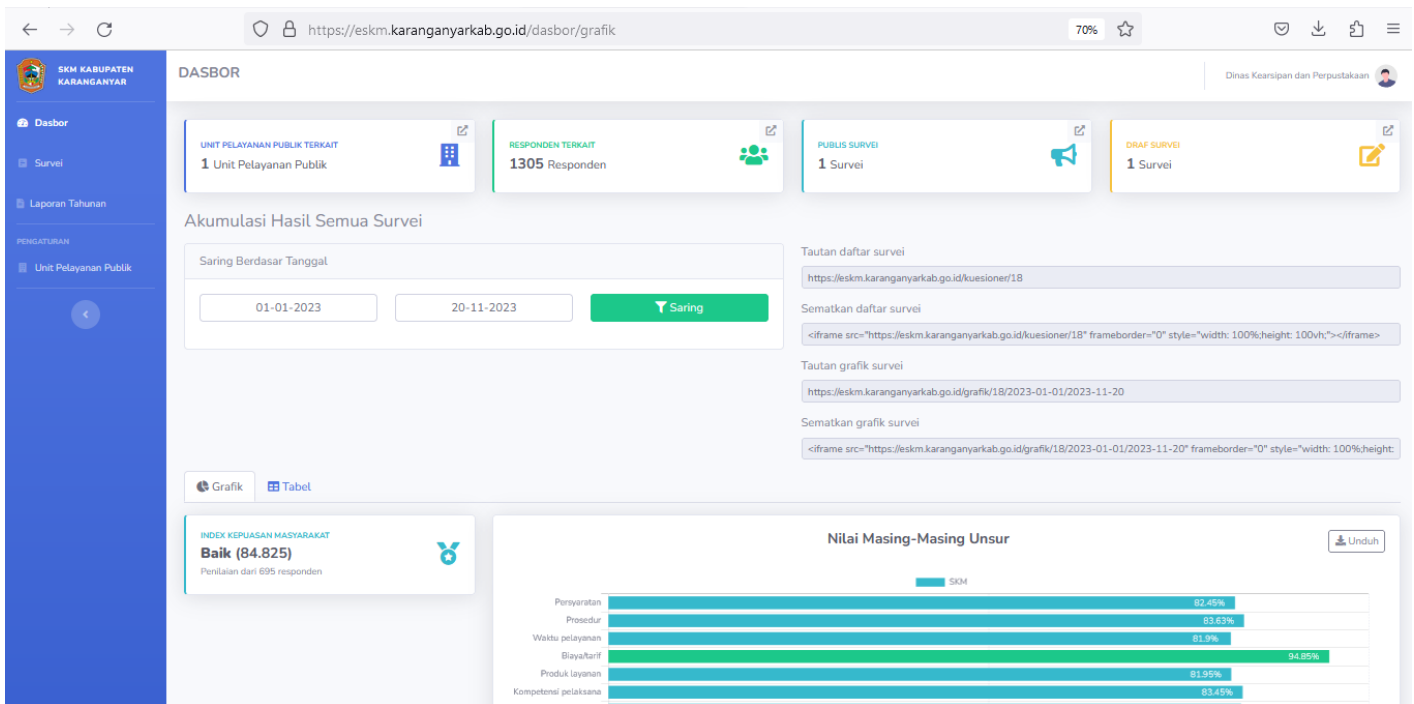 https://eskm.karanganyarkab.go.id/dasbor/grafik
70%
SKM KABUPATEN
KARANGANYAR
DASBOR
Dinas Kearsipan dan Perpustakaan
Dasbor
Survei
Laporan Tahunan
PENGATURAN
Unit Pelayanan Publik
UNIT PELAYANAN PUBLIK TERKAIT
1 Unit Pelayanan Publik
RESPONDEN TERKAIT
1305 Responden
PUBLIS SURVEI
1 Survei
DRAF SURVEI
1 Survei
Akumulasi Hasil Semua Survei
Saring Berdasar Tanggal
01-01-2023
20-11-2023
Saring
Tautan daftar survei
https://eskm.karanganyarkab.go.id/kuesioner/18
Sematkan daftar survei
<iframe src="https://eskm.karanganyarkab.go.id/kuesioner/18" frameborder="0" style="width: 100%;height: 100vh;"></iframe>
Tautan grafik survei
https://eskm.karanganyarkab.go.id/grafik/18/2023-01-01/2023-11-20
Sematkan grafik survei
<iframe src="https://eskm.karanganyarkab.go.id/grafik/18/2023-01-01/2023-11-20" frameborder="0" style="width: 100%;height:
Grafik
Tabel
INDEX KEPUASAN MASYARAKAT
Baik (84.825)
Penilaian dari 695 responden
Nilai Masing-Masing Unsur
Unduh
SKM
Persyaratan 82.45%
Prosedur 83.63%
Waktu pelayanan 81.9%
Biaya/tarif 94.85%
Produk layanan 81.95%
Kompetensi pelaksana 83.45%